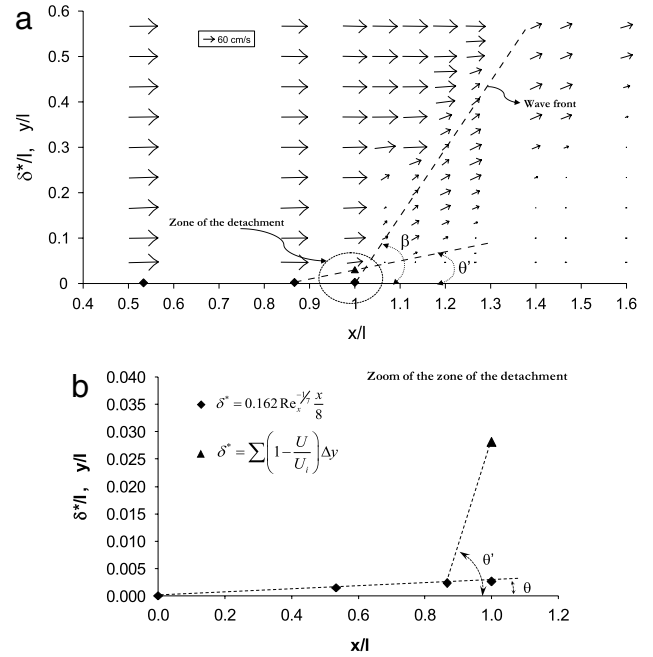 a
0.6
0.5
0.4
0.3
0.2
0.1
0
δ*/l, y/l
60 cm/s
Wave front
Zone of the detachment
β
θ'
0.4 0.5 0.6 0.7 0.8 0.9 1.0 1.1 1.2 1.3 1.4 1.5 1.6
x/l
b
Zoom of the zone of the detachment
0.040
0.035
0.030
0.025
0.020
0.015
0.010
0.005
0.000
δ*/l, y/l
δ* = 0.162 Re_x^{-1/7} x/8
δ* = ∑(1 - U/U_i)Δy
θ'
θ
0.0 0.2 0.4 0.6 0.8 1.0 1.2
x/l